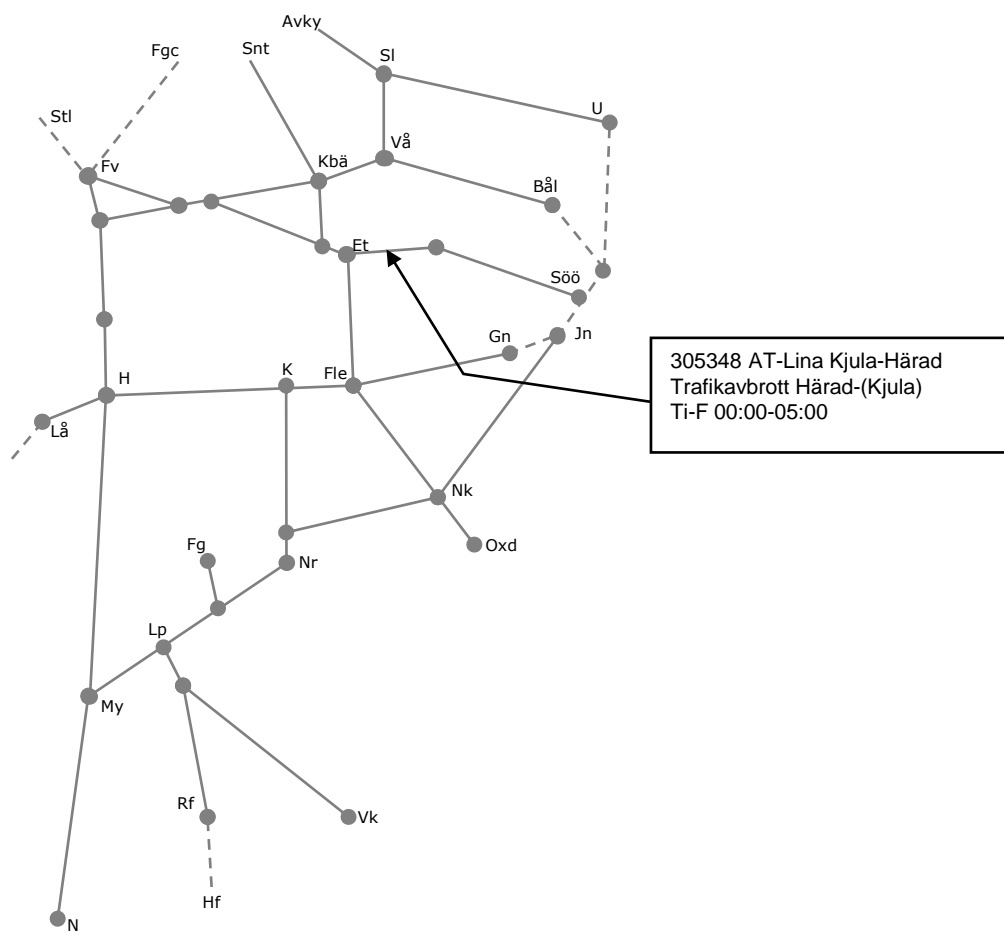 Avky
Snt
Fgc
Sl
Stl
U
Vå
Kbä
Fv
Bål
Et
Söö
Jn
Gn
305348 AT-Lina Kjula-Härad
Trafikavbrott Härad-(Kjula)
Ti-F 00:00-05:00
H
K
Fle
Lå
Nk
Fg
Oxd
Nr
Lp
My
Rf
Vk
Hf
N